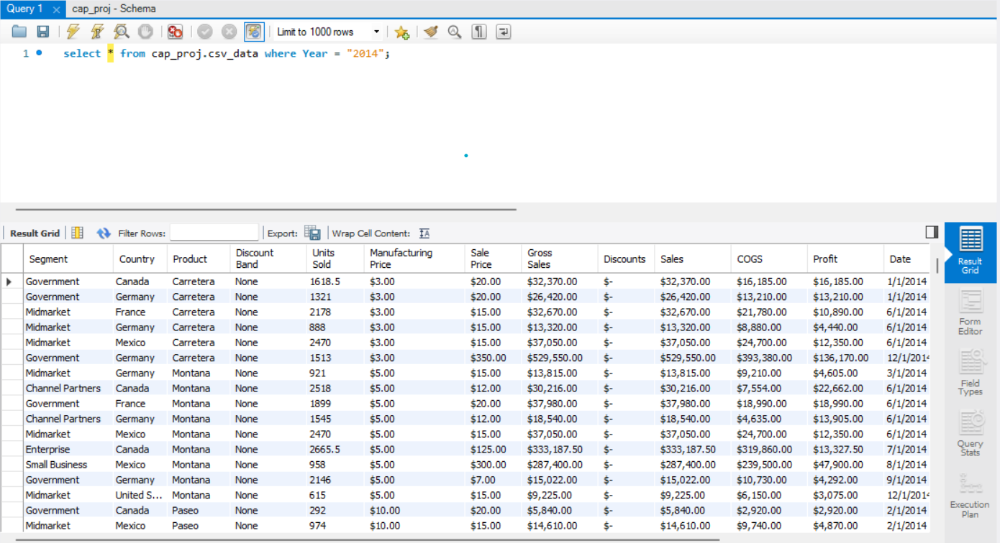 Query 1 × cap_proj - Schema
Limit to 1000 rows
1 select * from cap_proj.csv_data where Year = "2014";
Result Grid Filter Rows: Export: Wrap Cell Content:
Segment Country Product Discount Band Units Sold Manufacturing Price Sale Price Gross Sales Discounts Sales COGS Profit Date
Government Canada Carretera None 1618.5 $3.00 $20.00 $32,370.00 $- $32,370.00 $16,185.00 $16,185.00 1/1/2014
Government Germany Carretera None 1321 $3.00 $20.00 $26,420.00 $- $26,420.00 $13,210.00 $13,210.00 1/1/2014
Midmarket France Carretera None 2178 $3.00 $15.00 $32,670.00 $- $32,670.00 $21,780.00 $10,890.00 6/1/2014
Midmarket Germany Carretera None 888 $3.00 $15.00 $13,320.00 $- $13,320.00 $8,880.00 $4,440.00 6/1/2014
Midmarket Mexico Carretera None 2470 $3.00 $15.00 $37,050.00 $- $37,050.00 $24,700.00 $12,350.00 6/1/2014
Government Germany Carretera None 1513 $3.00 $350.00 $529,550.00 $- $529,550.00 $393,380.00 $136,170.00 12/1/2014
Midmarket Germany Montana None 921 $5.00 $15.00 $13,815.00 $- $13,815.00 $9,210.00 $4,605.00 3/1/2014
Channel Partners Canada Montana None 2518 $5.00 $12.00 $30,216.00 $- $30,216.00 $7,554.00 $22,662.00 6/1/2014
Government France Montana None 1899 $5.00 $20.00 $37,980.00 $- $37,980.00 $18,990.00 $18,990.00 6/1/2014
Channel Partners Germany Montana None 1545 $5.00 $12.00 $18,540.00 $- $18,540.00 $4,635.00 $13,905.00 6/1/2014
Midmarket Mexico Montana None 2470 $5.00 $15.00 $37,050.00 $- $37,050.00 $24,700.00 $12,350.00 6/1/2014
Enterprise Canada Montana None 2665.5 $5.00 $125.00 $333,187.50 $- $333,187.50 $319,860.00 $13,327.50 7/1/2014
Small Business Mexico Montana None 958 $5.00 $300.00 $287,400.00 $- $287,400.00 $239,500.00 $47,900.00 8/1/2014
Government Germany Montana None 2146 $5.00 $7.00 $15,022.00 $- $15,022.00 $10,730.00 $4,292.00 9/1/2014
Midmarket United S... Montana None 615 $5.00 $15.00 $9,225.00 $- $9,225.00 $6,150.00 $3,075.00 12/1/2014
Government Canada Paseo None 292 $10.00 $20.00 $5,840.00 $- $5,840.00 $2,920.00 $2,920.00 2/1/2014
Midmarket Mexico Paseo None 974 $10.00 $15.00 $14,610.00 $- $14,610.00 $9,740.00 $4,870.00 2/1/2014
Result
Grid
Form
Editor
Field
Types
Query
Stats
Execution
Plan